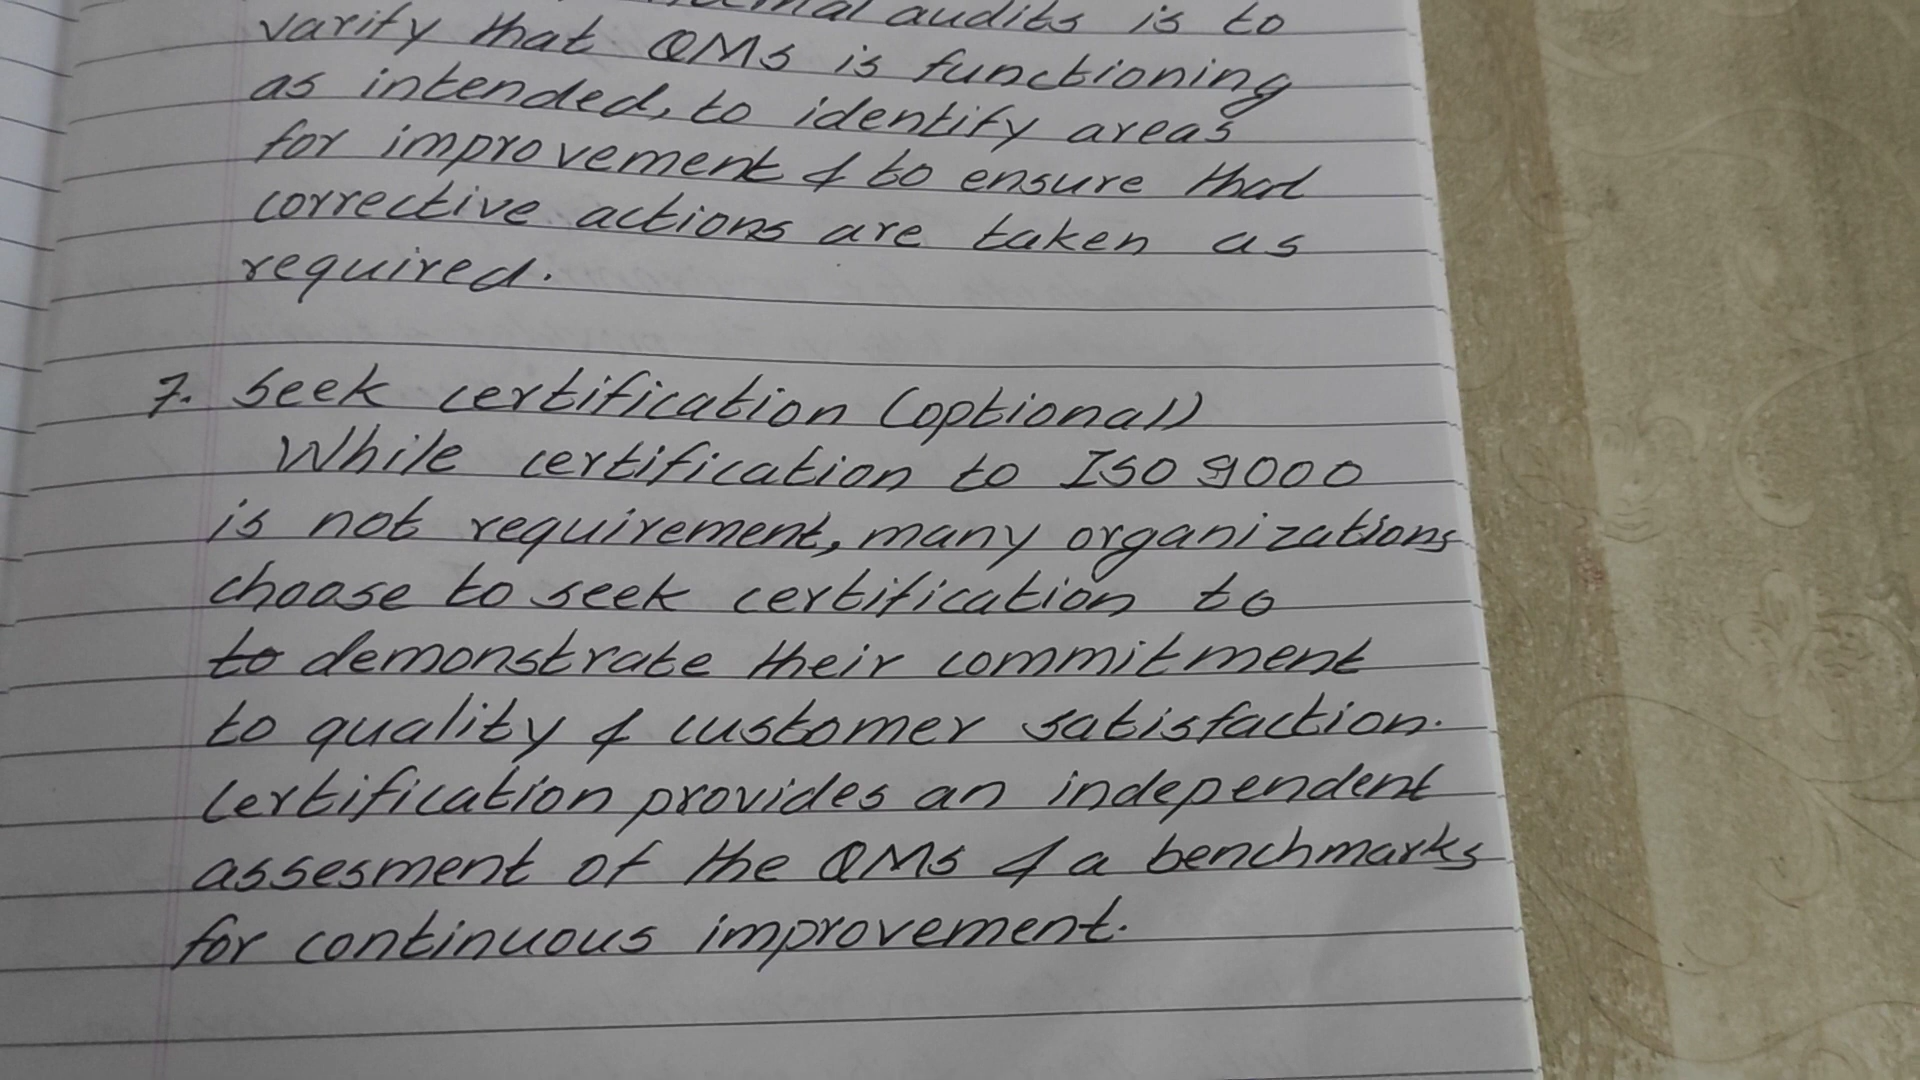 audits is to
varify that QMS is functioning
as intended, to identify areas
for improvement & to ensure that
corrective actions are taken as
required.
7. Seek certification (optional)
While certification to ISO 9000
is not requirement, many organizations
choose to seek certification to
to demonstrate their commitment
to quality & customer satisfaction.
Certification provides an independent
assesment of the QMS & a benchmarks
for continuous improvement.